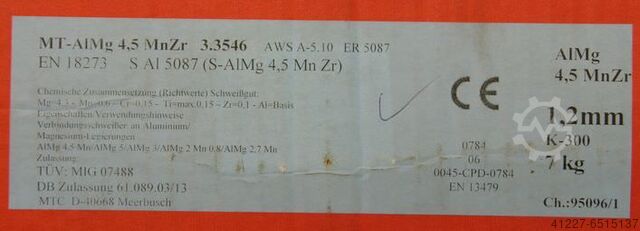 MT-AlMg 4,5 MnZr 3.3546 AWS A-5.10 ER 5087
EN 18273 S Al 5087 (S-AlMg 4,5 Mn Zr)
Chemische Zusammensetzung (Richtwerte) Schweißgut:
Mg-4.3 - Mn-0.6 - Cr-0.15 - Ti=max.0.15 - Zr=0.1 - Al=Basis
Eigenschaften/Verwendungshinweise
Verbindungsschweißer an Aluminium/
Magnesium-Legierungen
AlMg 4.5 Mn/AlMg 5/AlMg 3/AlMg 2 Mn 0.8/AlMg 2.7 Mn
Zulassung
TÜV: MIG 07488
DB Zulassung 61.089.03/13
MTC D-40668 Meerbusch
CE
0784
06
0045-CPD-0784
EN 13479
AlMg
4,5 MnZr
1,2mm
K-300
7 kg
Ch.:95096/1
41227-6515137